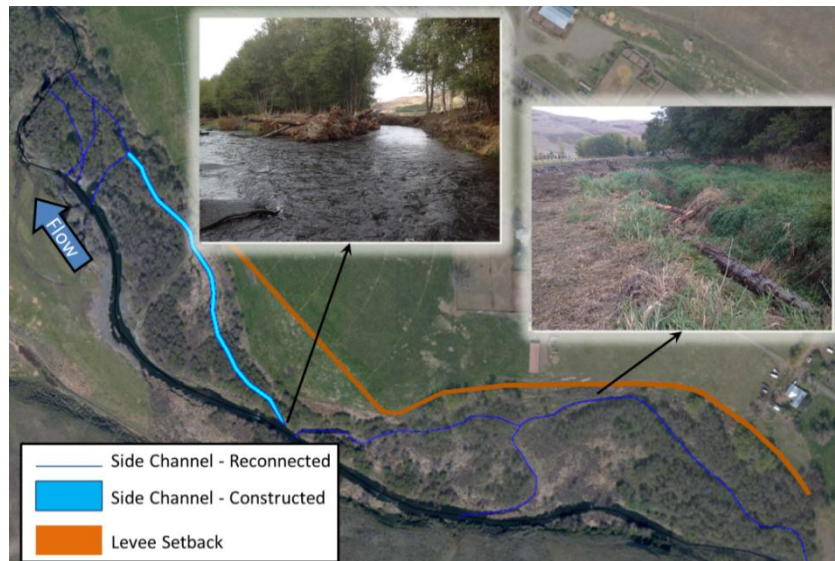 Flow
Side Channel - Reconnected
Side Channel - Constructed
Levee Setback